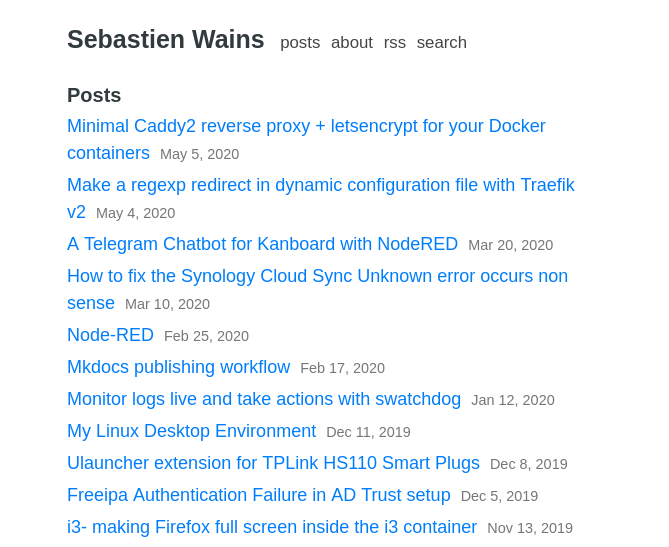 Sebastien Wains posts about rss search
Posts
Minimal Caddy2 reverse proxy + letsencrypt for your Docker
containers May 5, 2020
Make a regexp redirect in dynamic configuration file with Traefik
v2 May 4, 2020
A Telegram Chatbot for Kanboard with NodeRED Mar 20, 2020
How to fix the Synology Cloud Sync Unknown error occurs non
sense Mar 10, 2020
Node-RED Feb 25, 2020
Mkdocs publishing workflow Feb 17, 2020
Monitor logs live and take actions with swatchdog Jan 12, 2020
My Linux Desktop Environment Dec 11, 2019
Ulauncher extension for TPLink HS110 Smart Plugs Dec 8, 2019
Freeipa Authentication Failure in AD Trust setup Dec 5, 2019
i3- making Firefox full screen inside the i3 container Nov 13, 2019